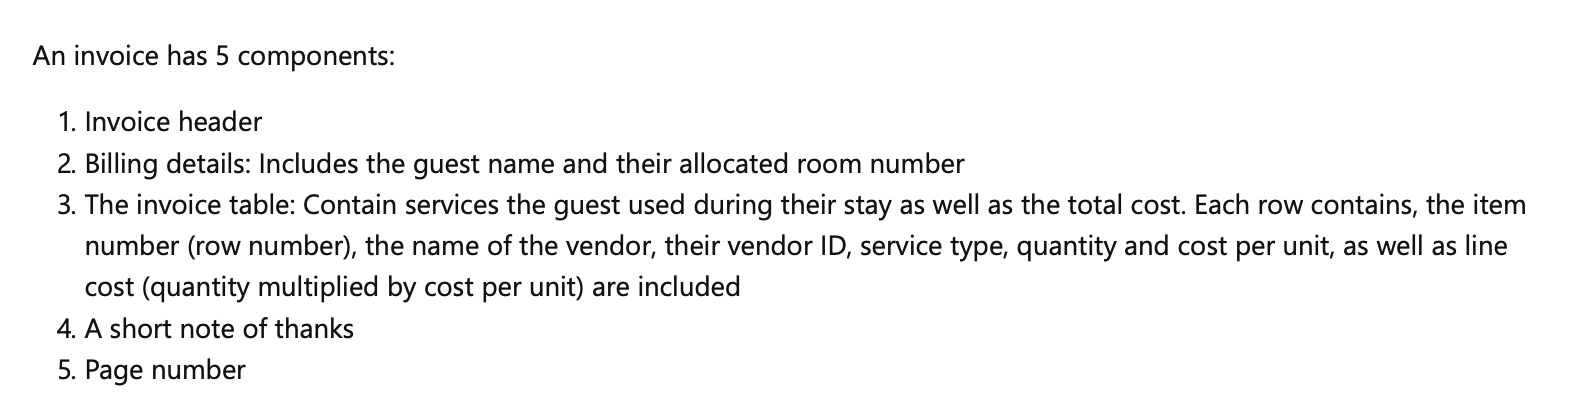 An invoice has 5 components:
1. Invoice header
2. Billing details: Includes the guest name and their allocated room number
3. The invoice table: Contain services the guest used during their stay as well as the total cost. Each row contains, the item
number (row number), the name of the vendor, their vendor ID, service type, quantity and cost per unit, as well as line
cost (quantity multiplied by cost per unit) are included
4. A short note of thanks
5. Page number